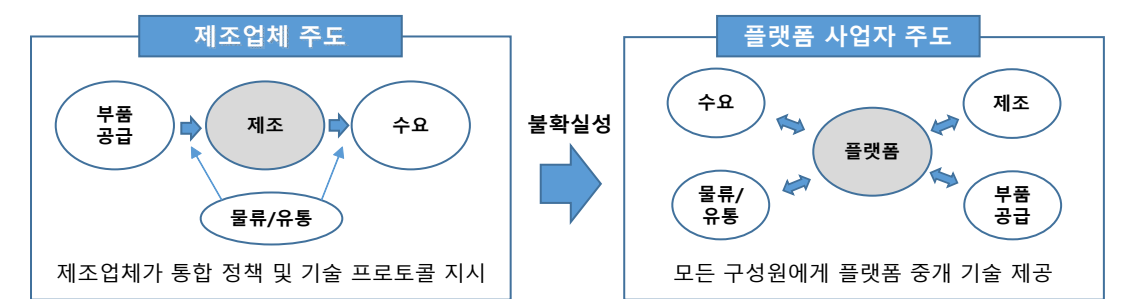 제조업체 주도
부품
공급
제조
수요
물류/유통
제조업체가 통합 정책 및 기술 프로토콜 지시
불확실성
플랫폼 사업자 주도
수요
제조
플랫폼
물류/
유통
부품
공급
모든 구성원에게 플랫폼 중개 기술 제공